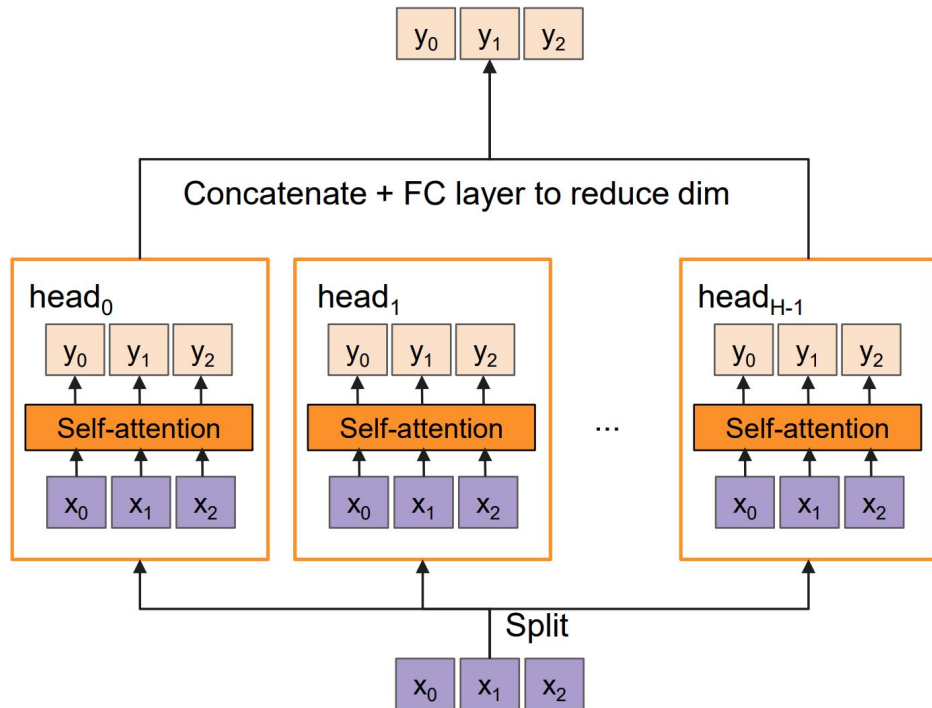 y₀ y₁ y₂
Concatenate + FC layer to reduce dim
head₀ head₁ head_H-1
y₀ y₁ y₂ y₀ y₁ y₂ y₀ y₁ y₂
Self-attention Self-attention ... Self-attention
x₀ x₁ x₂ x₀ x₁ x₂ x₀ x₁ x₂
Split
x₀ x₁ x₂